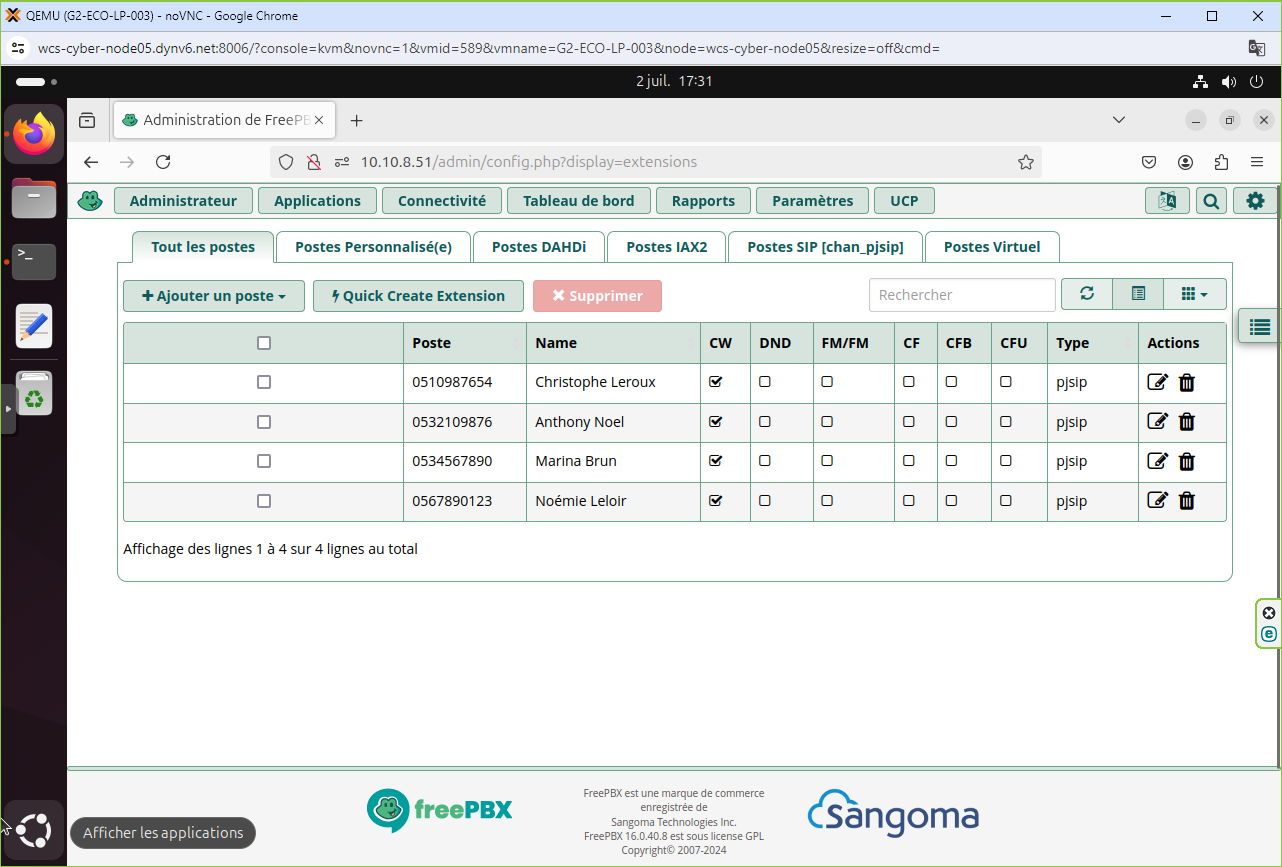 QEMU (G2-ECO-LP-003) - noVNC - Google Chrome
wcs-cyber-node05.dynv6.net:8006/?console=kvm&novnc=1&vmid=589&vmname=G2-ECO-LP-003&node=wcs-cyber-node05&resize=off&cmd=
2 juil. 17:31
Administration de FreePB
10.10.8.51/admin/config.php?display=extensions
Administrateur Applications Connectivité Tableau de bord Rapports Paramètres UCP
Tout les postes Postes Personnalisé(e) Postes DAHDi Postes IAX2 Postes SIP [chan_pjsip] Postes Virtuel
Ajouter un poste Quick Create Extension Supprimer Rechercher
Poste Name CW DND FM/FM CF CFB CFU Type Actions
0510987654 Christophe Leroux pjsip
0532109876 Anthony Noel pjsip
0534567890 Marina Brun pjsip
0567890123 Noémie Leloir pjsip
Affichage des lignes 1 à 4 sur 4 lignes au total
freePBX
FreePBX est une marque de commerce
enregistrée de
Sangoma Technologies Inc.
FreePBX 16.0.40.8 est sous license GPL
Copyright© 2007-2024
Sangoma
Afficher les applications